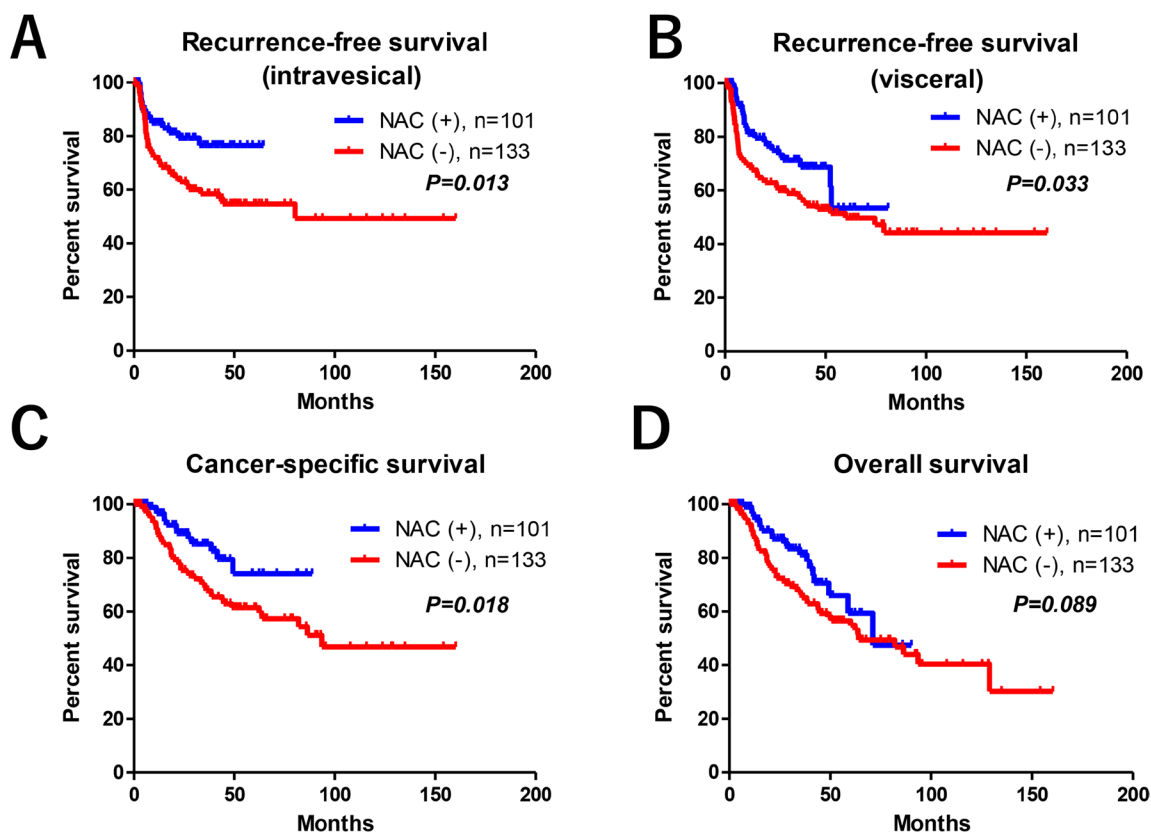 A
Recurrence-free survival
(intravesical)
Percent survival
100
80
60
40
20
0
NAC (+), n=101
NAC (-), n=133
P=0.013
0 50 100 150 200
Months
B
Recurrence-free survival
(visceral)
Percent survival
100
80
60
40
20
0
NAC (+), n=101
NAC (-), n=133
P=0.033
0 50 100 150 200
Months
C
Cancer-specific survival
Percent survival
100
80
60
40
20
0
NAC (+), n=101
NAC (-), n=133
P=0.018
0 50 100 150 200
Months
D
Overall survival
Percent survival
100
80
60
40
20
0
NAC (+), n=101
NAC (-), n=133
P=0.089
0 50 100 150 200
Months